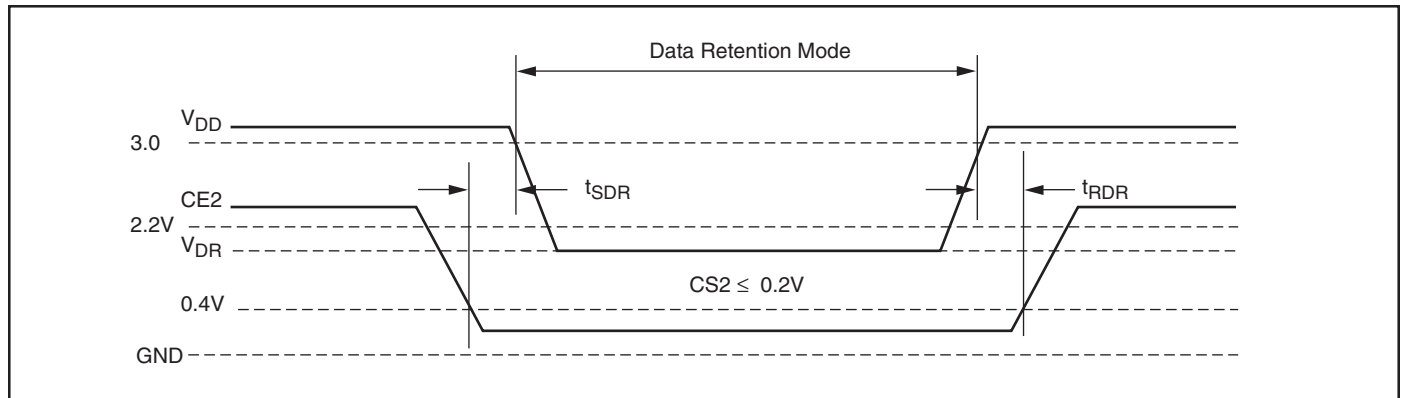 Data Retention Mode
VDD
3.0
tSDR
tRDR
CE2
2.2V
VDR
CS2 ≤ 0.2V
0.4V
GND